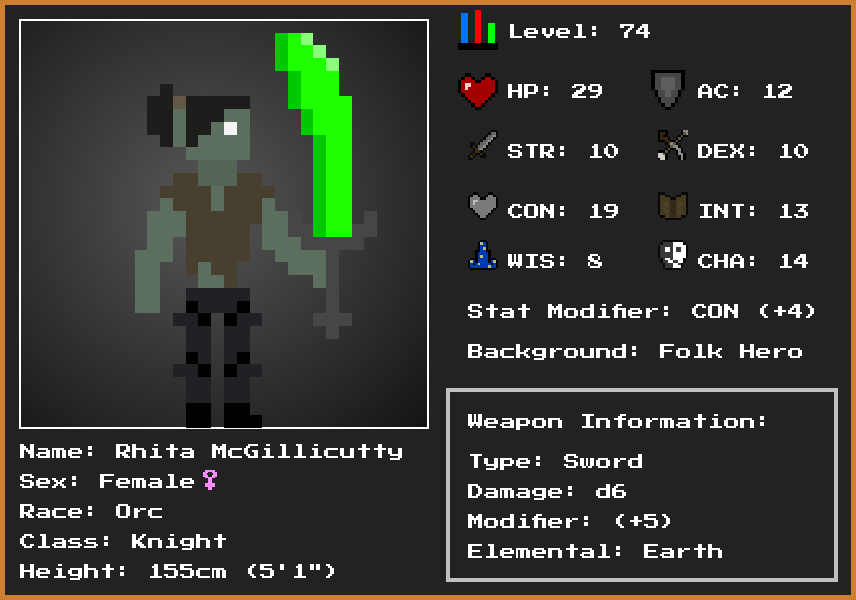 Level: 74
HP: 29
AC: 12
STR: 10
DEX: 10
CON: 19
INT: 13
WIS: 8
CHA: 14
Stat Modifier: CON (+4)
Background: Folk Hero
Weapon Information:
Type: Sword
Damage: d6
Modifier: (+5)
Elemental: Earth
Name: Rhita McGillicutty
Sex: Female♀
Race: Orc
Class: Knight
Height: 155cm (5'1")